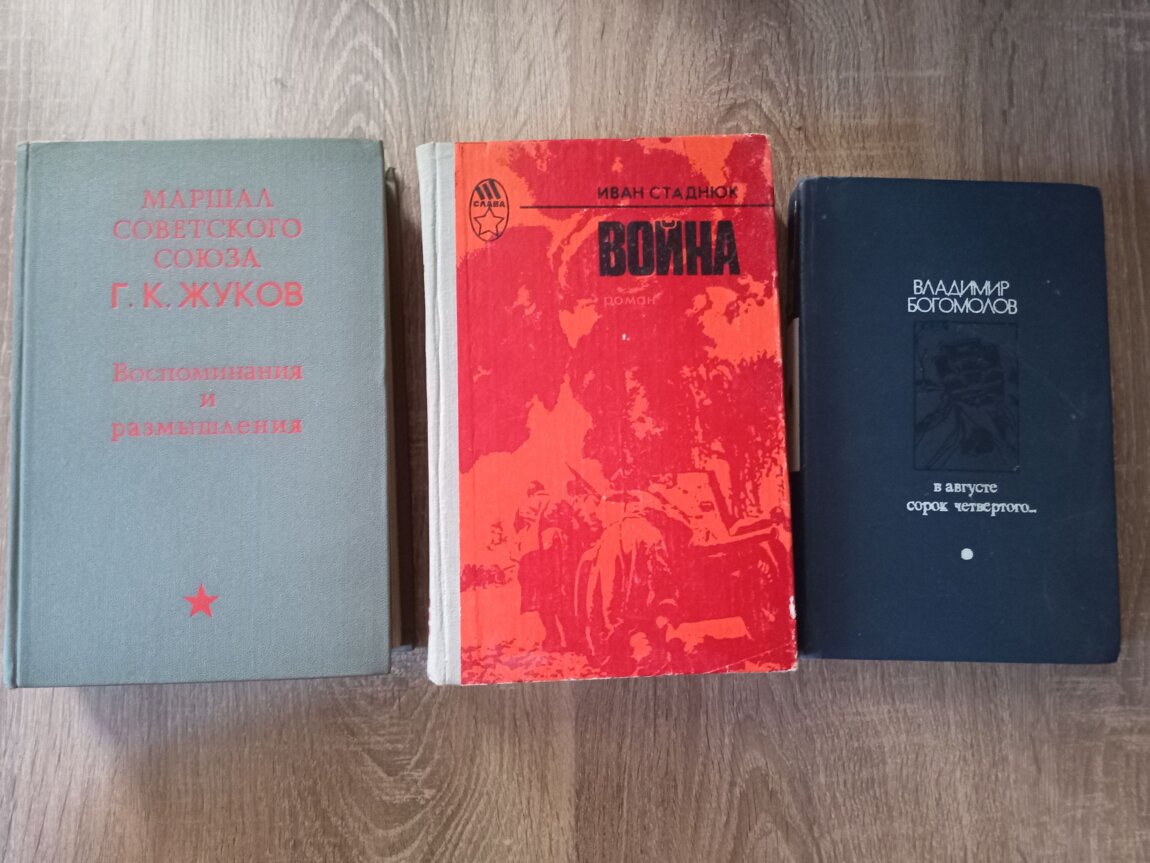 МАРШАЛ
СОВЕТСКОГО
СОЮЗА
Г. К. ЖУКОВ
Воспоминания
и
размышления
СЛАВА
ИВАН СТАДНЮК
ВОЙНА
роман
ВЛАДИМИР
БОГОМОЛОВ
в августе
сорок четвертого...